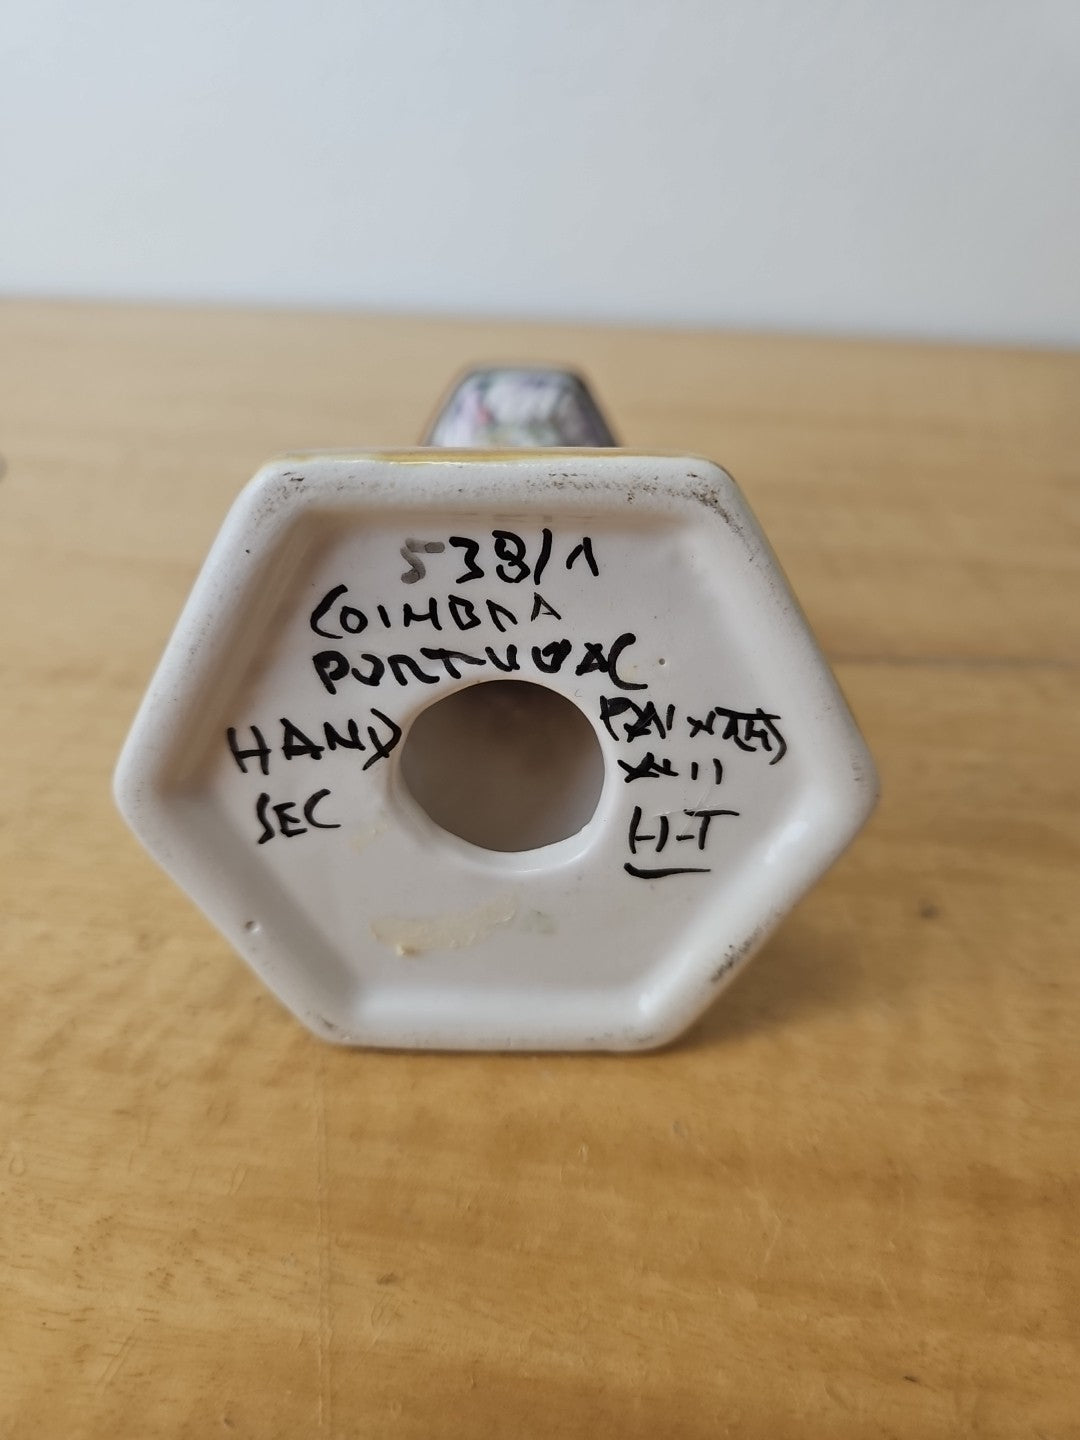 538/1
COIMBRA
PORTUGAL
HAND PAINTED
SEC XVII
H-T